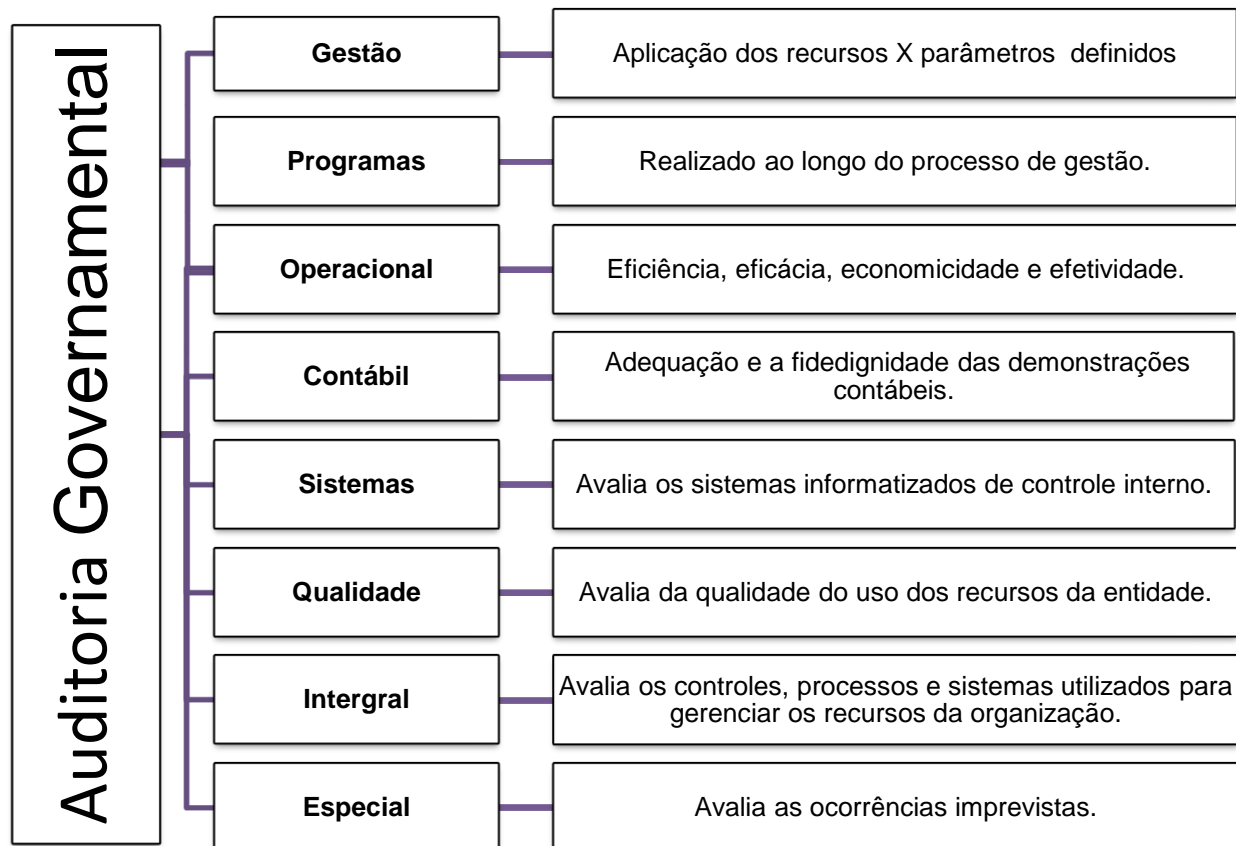 Auditoria Governamental
Gestão
Aplicação dos recursos X parâmetros definidos
Programas
Realizado ao longo do processo de gestão.
Operacional
Eficiência, eficácia, economicidade e efetividade.
Contábil
Adequação e a fidedignidade das demonstrações
contábeis.
Sistemas
Avalia os sistemas informatizados de controle interno.
Qualidade
Avalia da qualidade do uso dos recursos da entidade.
Intergral
Avalia os controles, processos e sistemas utilizados para
gerenciar os recursos da organização.
Especial
Avalia as ocorrências imprevistas.